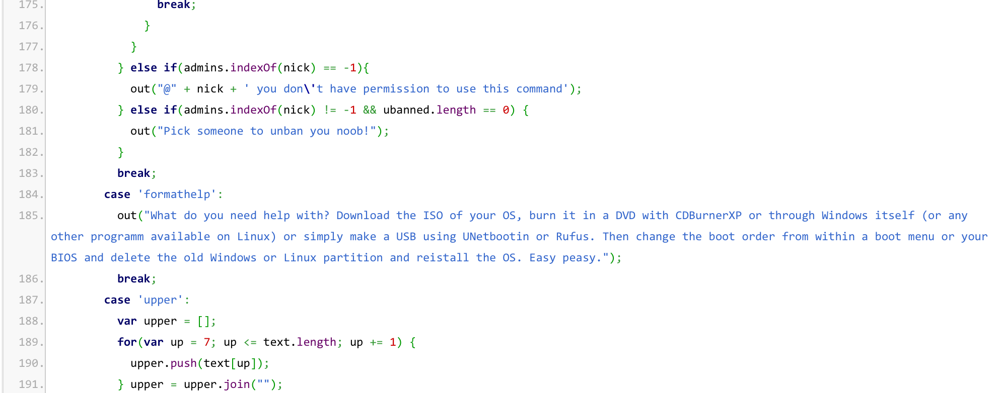 175. break;
176. }
177. }
178. } else if(admins.indexOf(nick) == -1){
179. out("@" + nick + ' you don\'t have permission to use this command');
180. } else if(admins.indexOf(nick) != -1 && ubanned.length == 0) {
181. out("Pick someone to unban you noob!");
182. }
183. break;
184. case 'formathelp':
185. out("What do you need help with? Download the ISO of your OS, burn it in a DVD with CDBurnerXP or through Windows itself (or any
other programm available on Linux) or simply make a USB using UNetbootin or Rufus. Then change the boot order from within a boot menu or your
BIOS and delete the old Windows or Linux partition and reistall the OS. Easy peasy.");
186. break;
187. case 'upper':
188. var upper = [];
189. for(var up = 7; up <= text.length; up += 1) {
190. upper.push(text[up]);
191. } upper = upper.join("");